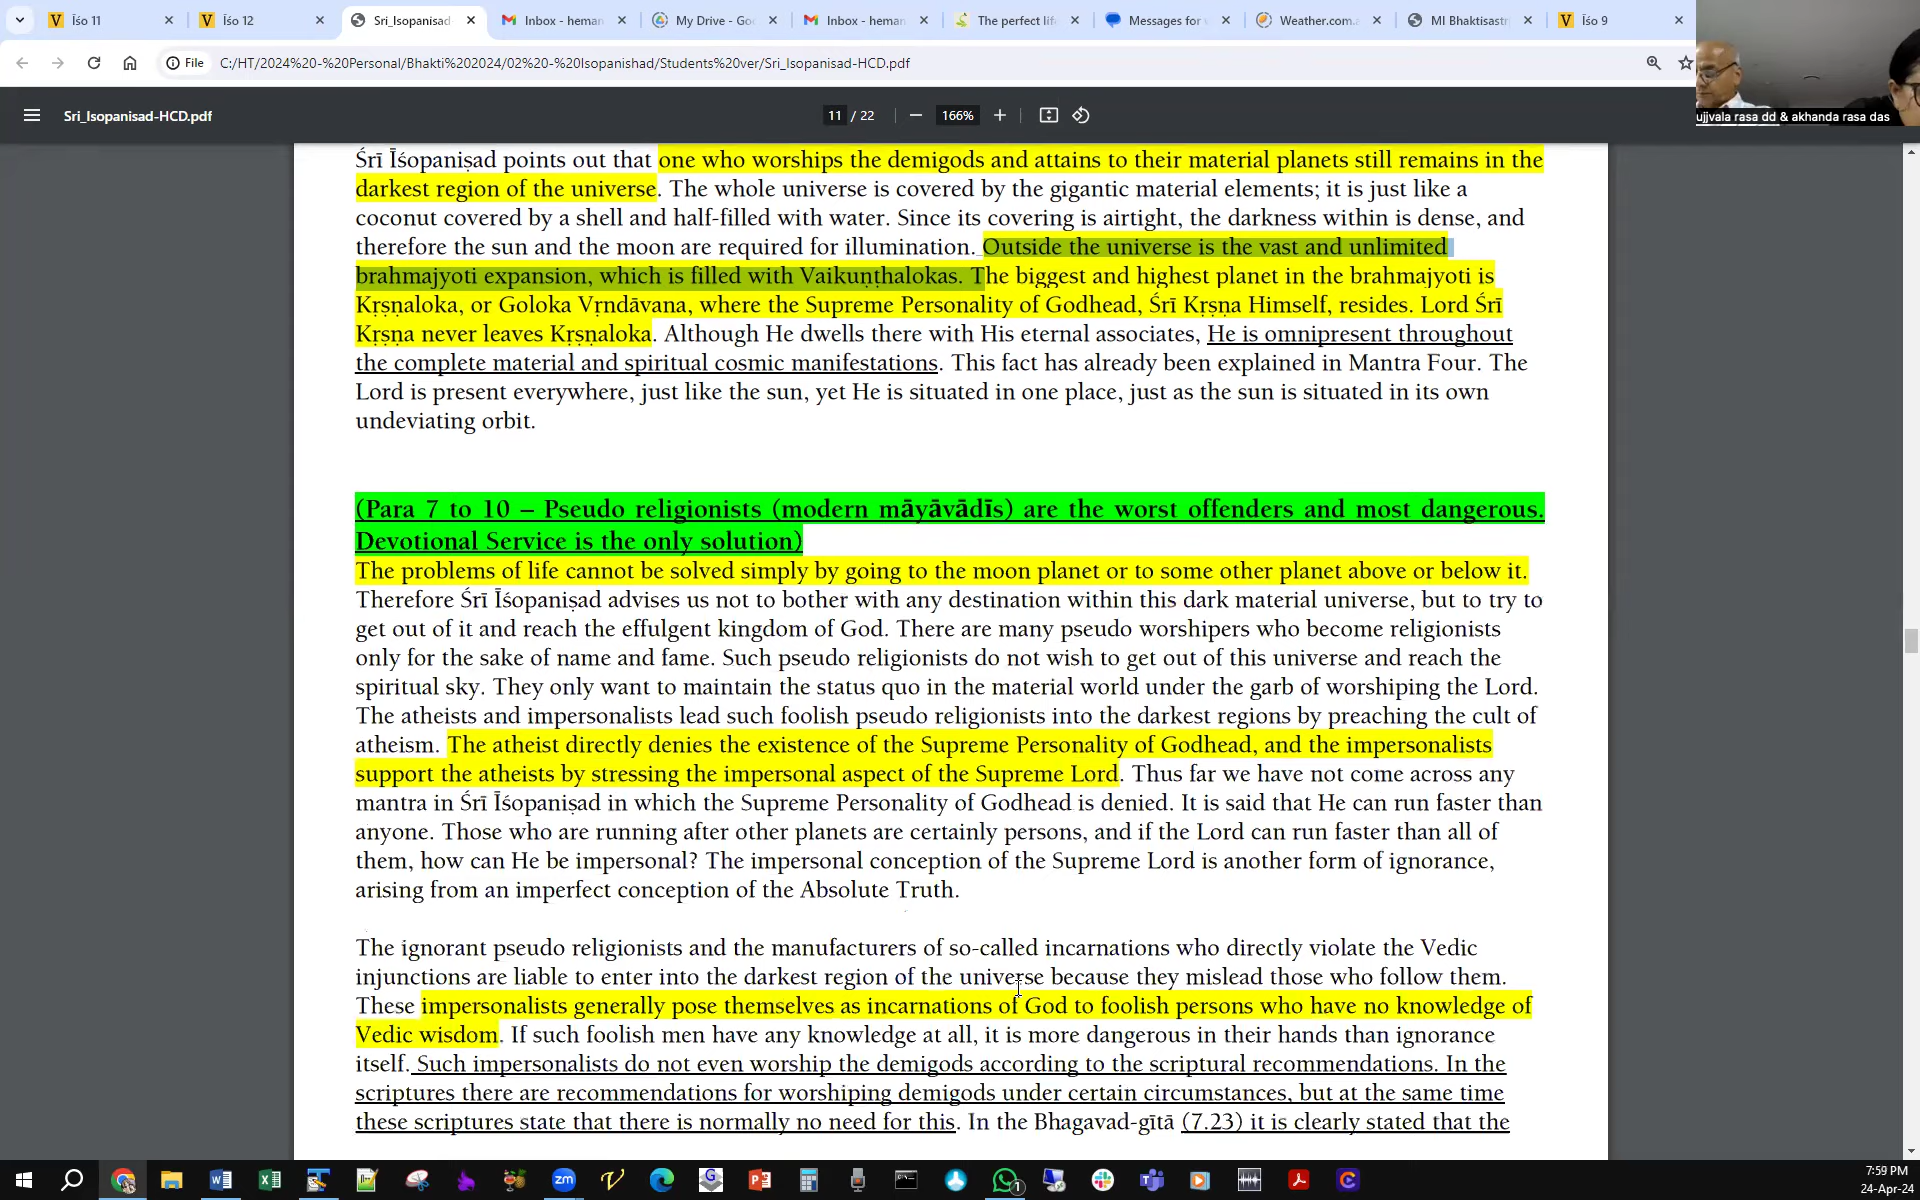 Īśo 11
Īśo 12
Sri_Isopanisad
Inbox - heman
My Drive - Goo
Inbox - heman
The perfect life
Messages for
Weather.com.a
MI Bhaktisastr
Īśo 9
File
C:/HT/2024%20-%20Personal/Bhakti%202024/02%20-%20Isopanishad/Students%20ver/Sri_Isopanisad-HCD.pdf
ujjvala rasa dd & akhanda rasa das
Sri_Isopanisad-HCD.pdf
11 / 22
166%
Śrī Īśopaniṣad points out that one who worships the demigods and attains to their material planets still remains in the
darkest region of the universe. The whole universe is covered by the gigantic material elements; it is just like a
coconut covered by a shell and half-filled with water. Since its covering is airtight, the darkness within is dense, and
therefore the sun and the moon are required for illumination. Outside the universe is the vast and unlimited
brahmajyoti expansion, which is filled with Vaikuṇṭhalokas. The biggest and highest planet in the brahmajyoti is
Kṛṣṇaloka, or Goloka Vṛndāvana, where the Supreme Personality of Godhead, Śrī Kṛṣṇa Himself, resides. Lord Śrī
Kṛṣṇa never leaves Kṛṣṇaloka. Although He dwells there with His eternal associates, He is omnipresent throughout
the complete material and spiritual cosmic manifestations. This fact has already been explained in Mantra Four. The
Lord is present everywhere, just like the sun, yet He is situated in one place, just as the sun is situated in its own
undeviating orbit.
(Para 7 to 10 – Pseudo religionists (modern māyāvādīs) are the worst offenders and most dangerous.
Devotional Service is the only solution)
The problems of life cannot be solved simply by going to the moon planet or to some other planet above or below it.
Therefore Śrī Īśopaniṣad advises us not to bother with any destination within this dark material universe, but to try to
get out of it and reach the effulgent kingdom of God. There are many pseudo worshipers who become religionists
only for the sake of name and fame. Such pseudo religionists do not wish to get out of this universe and reach the
spiritual sky. They only want to maintain the status quo in the material world under the garb of worshiping the Lord.
The atheists and impersonalists lead such foolish pseudo religionists into the darkest regions by preaching the cult of
atheism. The atheist directly denies the existence of the Supreme Personality of Godhead, and the impersonalists
support the atheists by stressing the impersonal aspect of the Supreme Lord. Thus far we have not come across any
mantra in Śrī Īśopaniṣad in which the Supreme Personality of Godhead is denied. It is said that He can run faster than
anyone. Those who are running after other planets are certainly persons, and if the Lord can run faster than all of
them, how can He be impersonal? The impersonal conception of the Supreme Lord is another form of ignorance,
arising from an imperfect conception of the Absolute Truth.
The ignorant pseudo religionists and the manufacturers of so-called incarnations who directly violate the Vedic
injunctions are liable to enter into the darkest region of the universe because they mislead those who follow them.
These impersonalists generally pose themselves as incarnations of God to foolish persons who have no knowledge of
Vedic wisdom. If such foolish men have any knowledge at all, it is more dangerous in their hands than ignorance
itself. Such impersonalists do not even worship the demigods according to the scriptural recommendations. In the
scriptures there are recommendations for worshiping demigods under certain circumstances, but at the same time
these scriptures state that there is normally no need for this. In the Bhagavad-gītā (7.23) it is clearly stated that the
7:59 PM
24-Apr-24